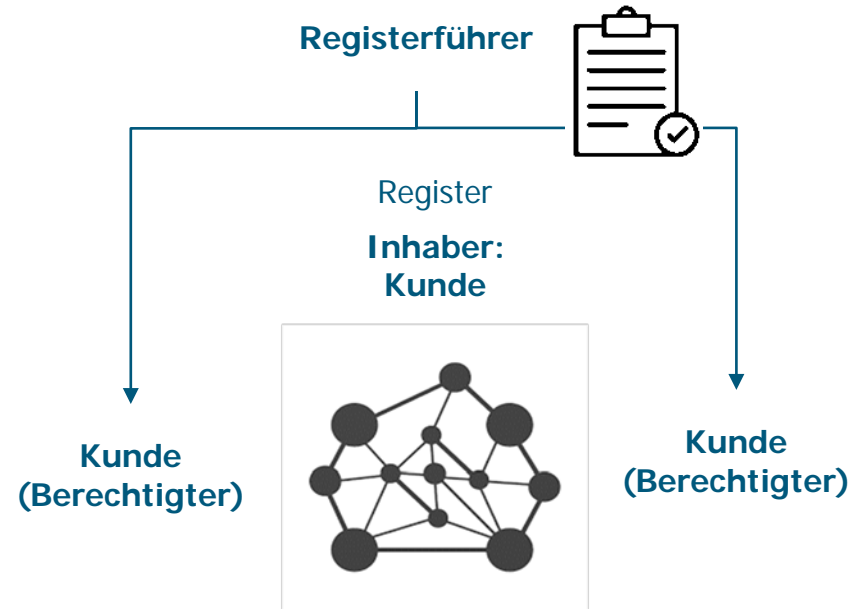 Registerführer
Register
Inhaber:
Kunde
Kunde
(Berechtigter)
Kunde
(Berechtigter)